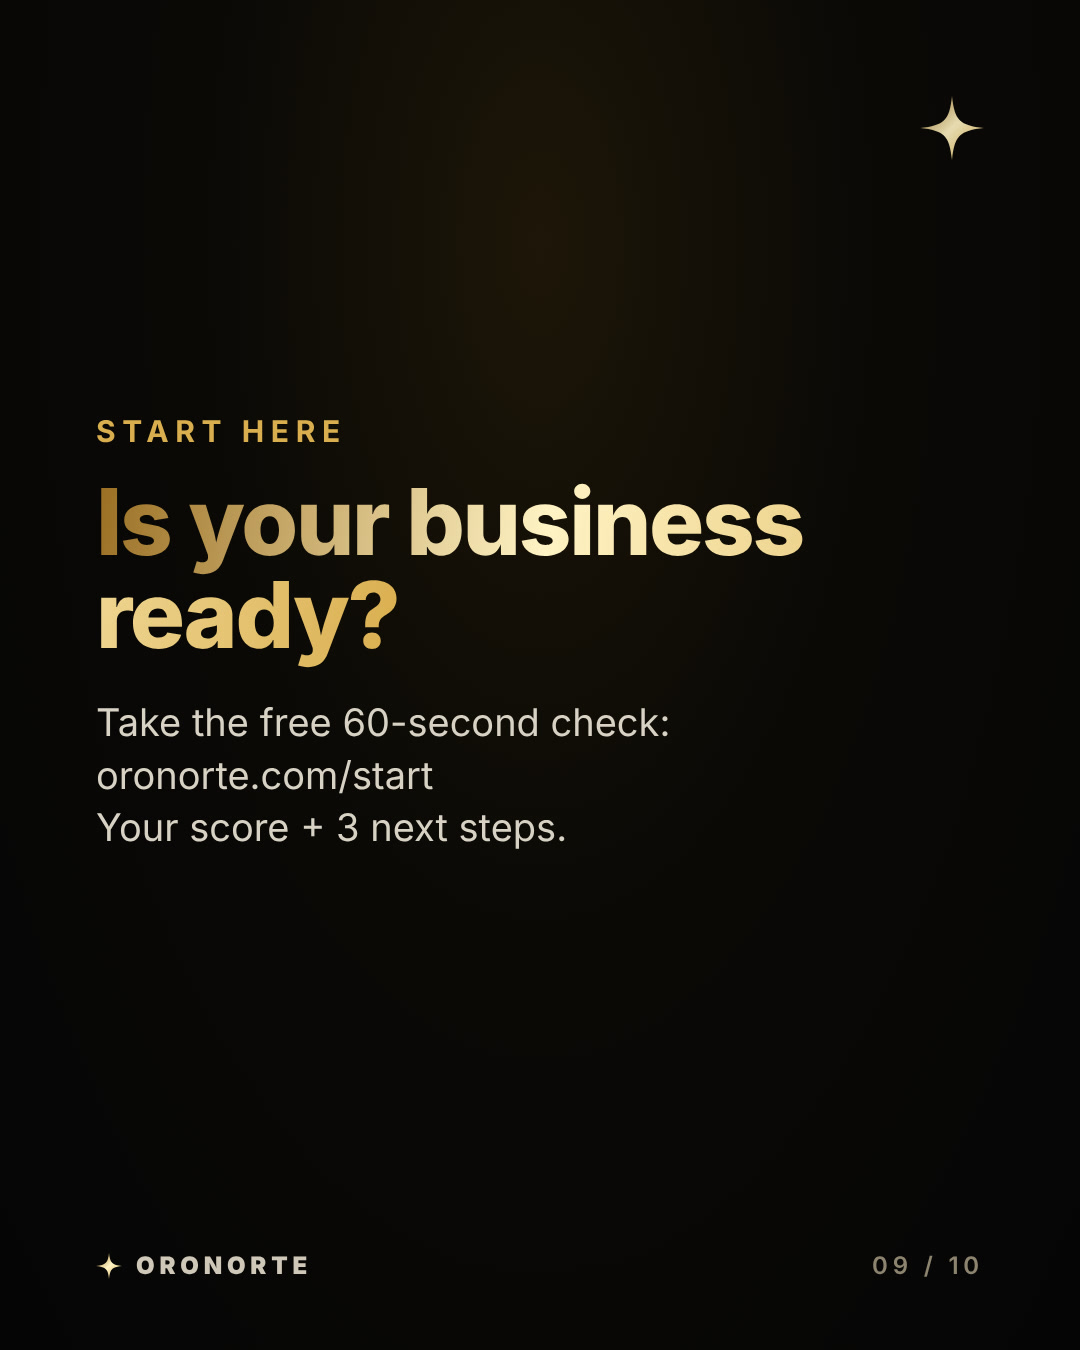 START HERE
Is your business
ready?
Take the free 60-second check:
oronorte.com/start
Your score + 3 next steps.
ORONORTE
09 / 10